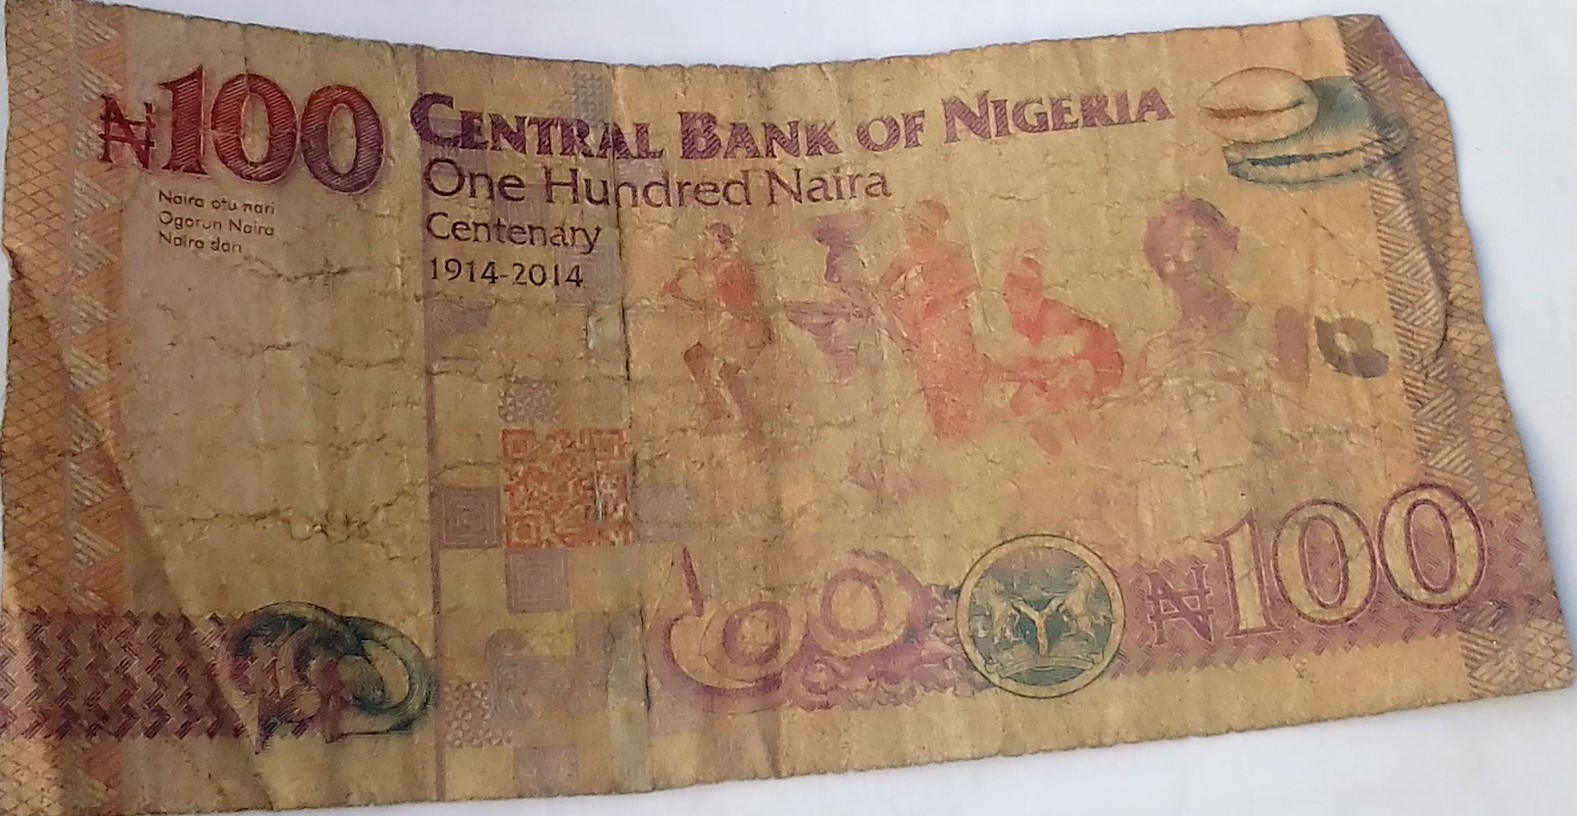 ₦100
CENTRAL BANK OF NIGERIA
One Hundred Naira
Centenary
1914-2014
Naira otu nari
Ogorun Naira
Naira dari
₦100